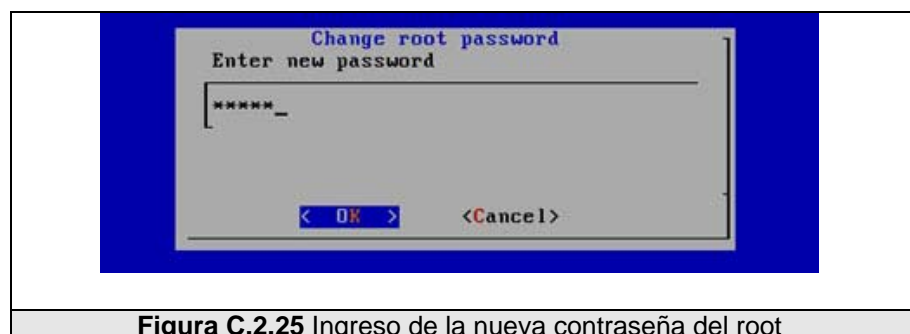 Change root password
Enter new password
*****_
< OK > <Cancel>
Figura C.2.25 Ingreso de la nueva contraseña del root